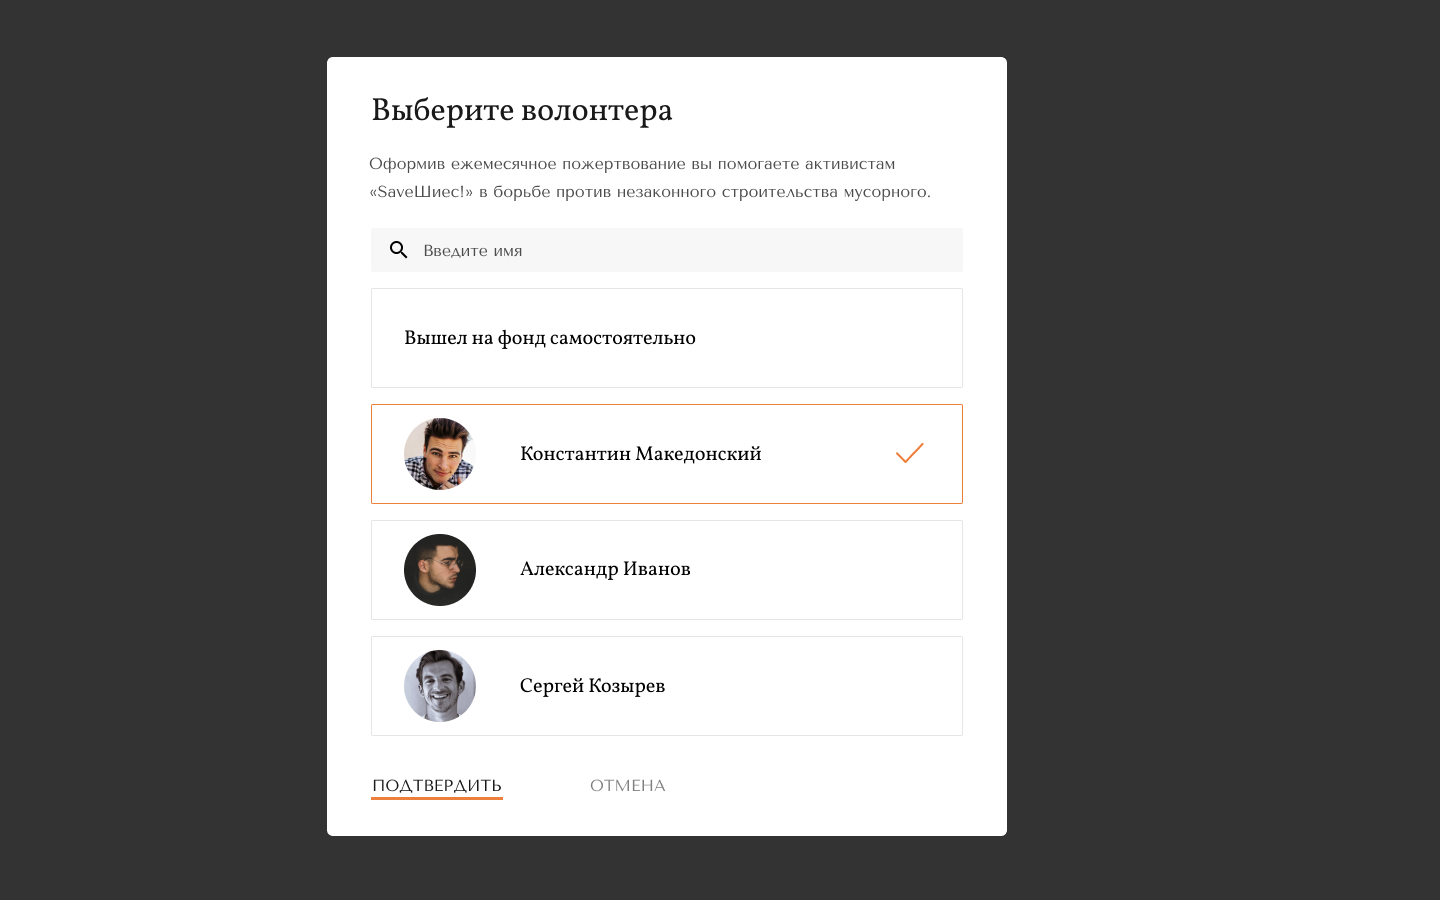 Выберите волонтера
Оформив ежемесячное пожертвование вы помогаете активистам
«SaveШиес!» в борьбе против незаконного строительства мусорного.
Введите имя
Вышел на фонд самостоятельно
Константин Македонский
Александр Иванов
Сергей Козырев
ПОДТВЕРДИТЬ ОТМЕНА